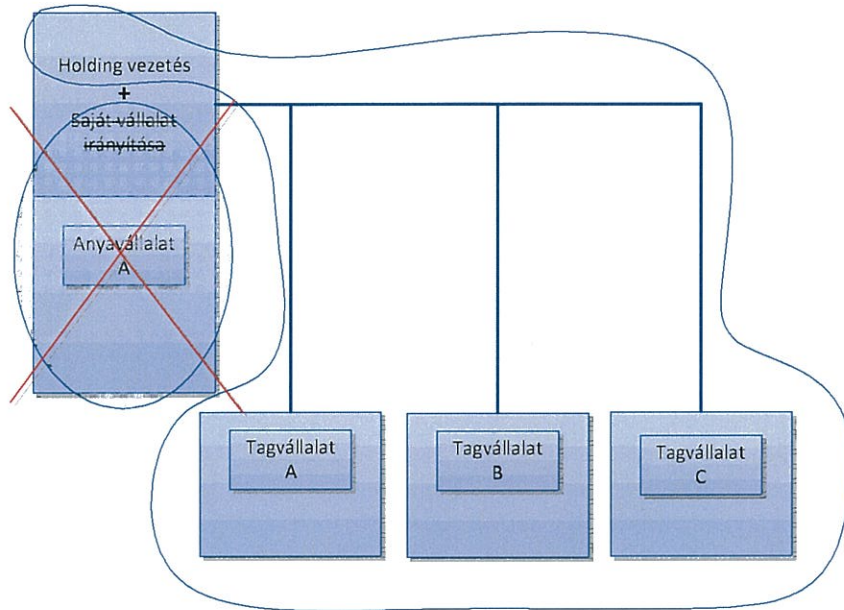 Holding vezetés
+
Saját vállalat
irányítása
Anyavállalat
A
Tagvállalat
A
Tagvállalat
B
Tagvállalat
C